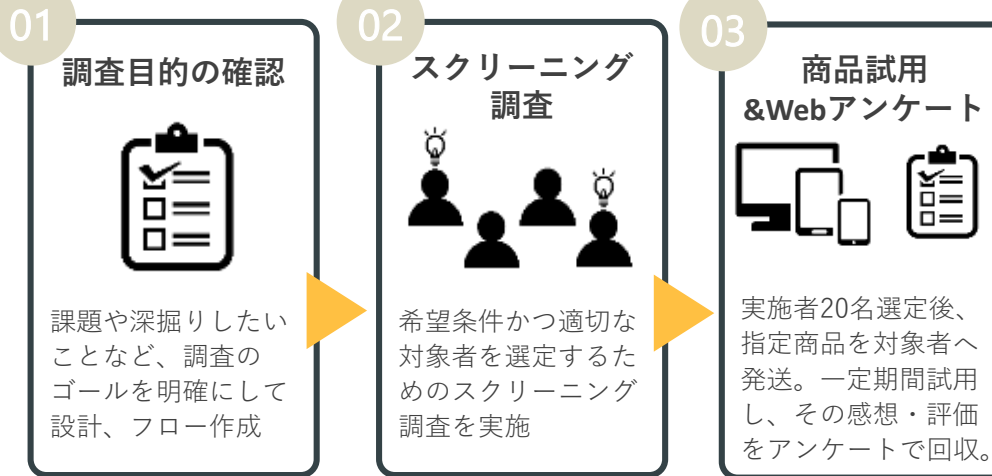 01
調査目的の確認
課題や深掘りしたい
ことなど、調査の
ゴールを明確にして
設計、フロー作成
02
スクリーニング
調査
希望条件かつ適切な
対象者を選定するた
めのスクリーニング
調査を実施
03
商品試用
&Webアンケート
実施者20名選定後、
指定商品を対象者へ
発送。一定期間試用
し、その感想・評価
をアンケートで回収。